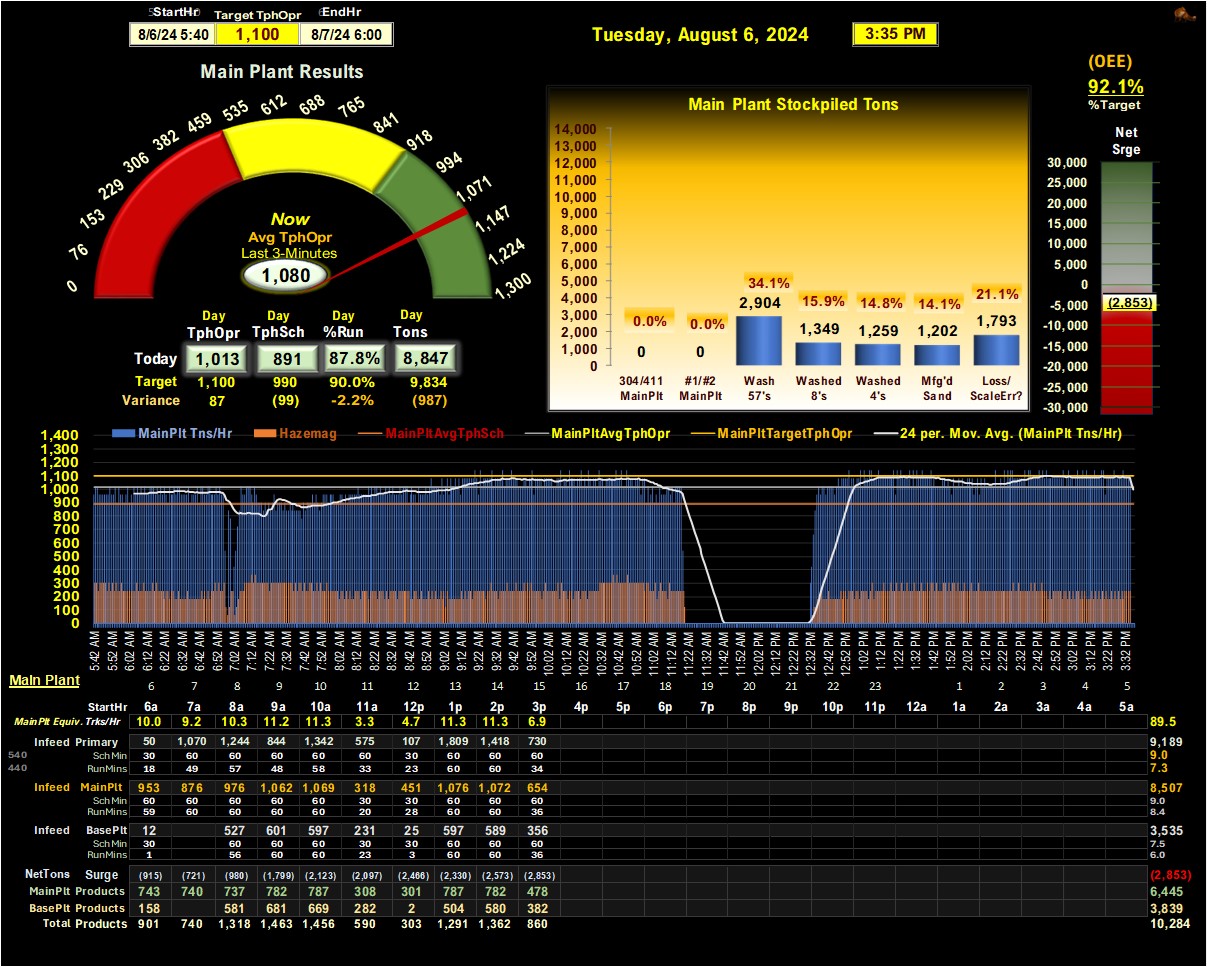 StartHr Target TphOpr EndHr
8/6/24 5:40 1,100 8/7/24 6:00
Tuesday, August 6, 2024 3:35 PM
(OEE)
92.1%
%Target
Main Plant Results
0 76 153 229 306 382 459 535 612 688 765 841 918 994 1,071 1,147 1,224 1,300
Now
Avg TphOpr
Last 3-Minutes
1,080
Day Day Day Day
TphOpr TphSch %Run Tons
Today 1,013 891 87.8% 8,847
Target 1,100 990 90.0% 9,834
Variance 87 (99) -2.2% (987)
Main Plant Stockpiled Tons
14,000
13,000
12,000
11,000
10,000
9,000
8,000
7,000
6,000
5,000
4,000
3,000
2,000
1,000
0
0.0% 0.0% 34.1% 15.9% 14.8% 14.1% 21.1%
0 0 2,904 1,349 1,259 1,202 1,793
304/411 #1/#2 Wash Washed Washed Mfg'd Loss/
MainPlt MainPlt 57's 8's 4's Sand ScaleErr?
Net
Srge
30,000
25,000
20,000
15,000
10,000
5,000
0
-5,000
-10,000
-15,000
-20,000
-25,000
-30,000
(2,853)
MainPlt Tns/Hr Hazemag MainPltAvgTphSch MainPltAvgTphOpr MainPltTargetTphOpr 24 per. Mov. Avg. (MainPlt Tns/Hr)
1,400
1,300
1,200
1,100
1,000
900
800
700
600
500
400
300
200
100
0
5:42 AM 5:52 AM 6:02 AM 6:12 AM 6:22 AM 6:32 AM 6:42 AM 6:52 AM 7:02 AM 7:12 AM 7:22 AM 7:32 AM 7:42 AM 7:52 AM 8:02 AM 8:12 AM 8:22 AM 8:32 AM 8:42 AM 8:52 AM 9:02 AM 9:12 AM 9:22 AM 9:32 AM 9:42 AM 9:52 AM 10:02 AM 10:12 AM 10:22 AM 10:32 AM 10:42 AM 10:52 AM 11:02 AM 11:12 AM 11:22 AM 11:32 AM 11:42 AM 11:52 AM 12:02 PM 12:12 PM 12:22 PM 12:32 PM 12:42 PM 12:52 PM 1:02 PM 1:12 PM 1:22 PM 1:32 PM 1:42 PM 1:52 PM 2:02 PM 2:12 PM 2:22 PM 2:32 PM 2:42 PM 2:52 PM 3:02 PM 3:12 PM 3:22 PM 3:32 PM
Main Plant 6 7 8 9 10 11 12 13 14 15 16 17 18 19 20 21 22 23 1 2 3 4 5
StartHr 6a 7a 8a 9a 10a 11a 12p 1p 2p 3p 4p 5p 6p 7p 8p 9p 10p 11p 12a 1a 2a 3a 4a 5a
MainPlt Equiv. Trks/Hr 10.0 9.2 10.3 11.2 11.3 3.3 4.7 11.3 11.3 6.9 89.5
Infeed Primary 50 1,070 1,244 844 1,342 575 107 1,809 1,418 730 9,189
540 SchMin 30 60 60 60 60 60 30 60 60 60 9.0
440 RunMins 18 49 57 48 58 33 23 60 60 34 7.3
Infeed MainPlt 953 876 976 1,062 1,069 318 451 1,076 1,072 654 8,507
SchMin 60 60 60 60 60 30 30 60 60 60 9.0
RunMins 59 60 60 60 60 20 28 60 60 36 8.4
Infeed BasePlt 12 527 601 597 231 25 597 589 356 3,535
SchMin 30 60 60 60 30 30 60 60 60 7.5
RunMins 1 56 60 60 23 3 60 60 36 6.0
NetTons Surge (915) (721) (980) (1,799) (2,123) (2,097) (2,466) (2,330) (2,573) (2,853) (2,853)
MainPlt Products 743 740 737 782 787 308 301 787 782 478 6,445
BasePlt Products 158 581 681 669 282 2 504 580 382 3,839
Total Products 901 740 1,318 1,463 1,456 590 303 1,291 1,362 860 10,284